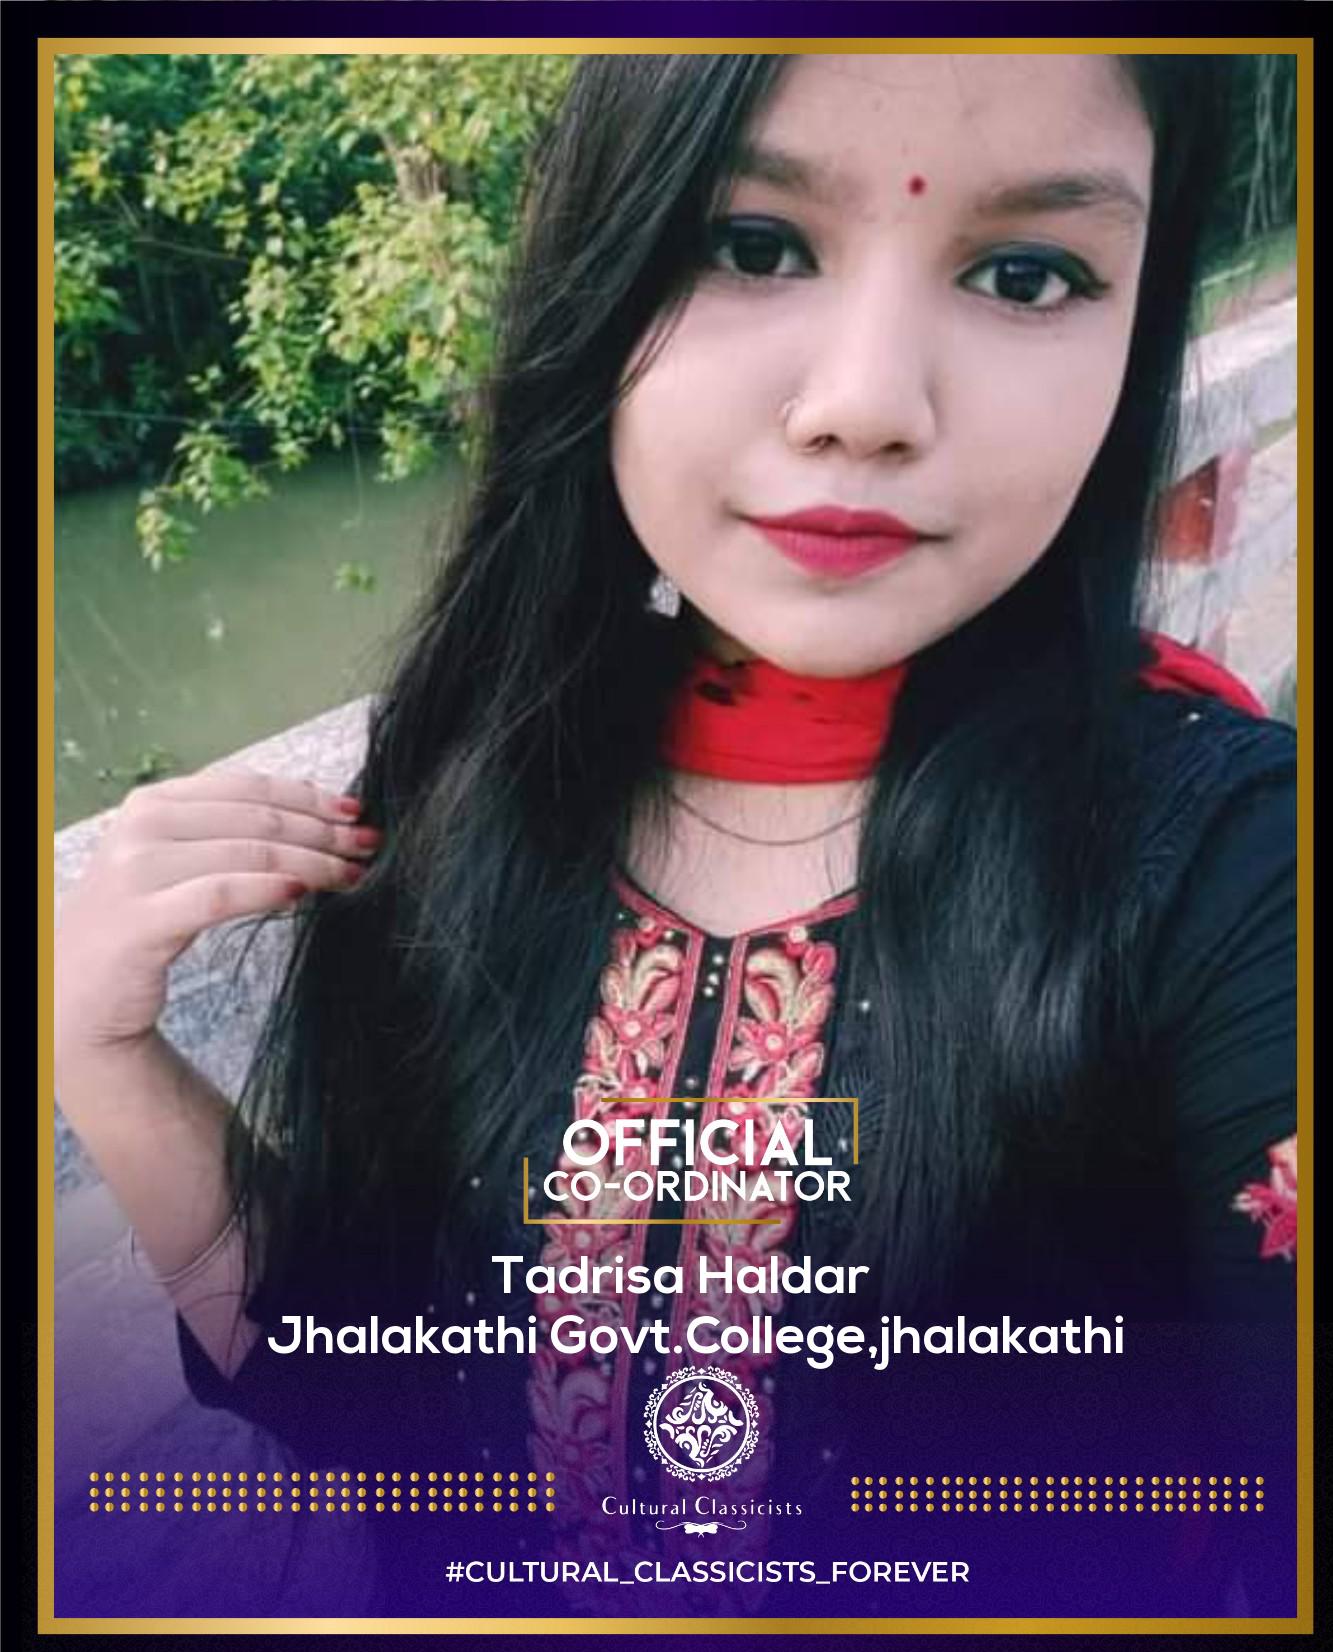 OFFICIAL
CO-ORDINATOR
Tadrisa Haldar
Jhalakathi Govt.College,jhalakathi
Cultural Classicists
#CULTURAL_CLASSICISTS_FOREVER